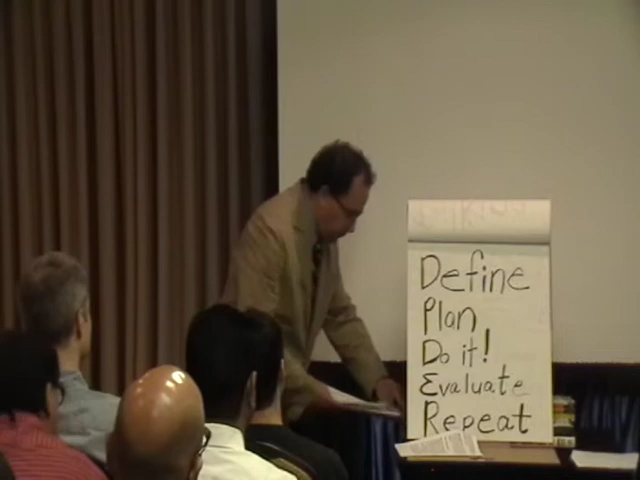 Define
Plan
Do it!
Evaluate
Repeat